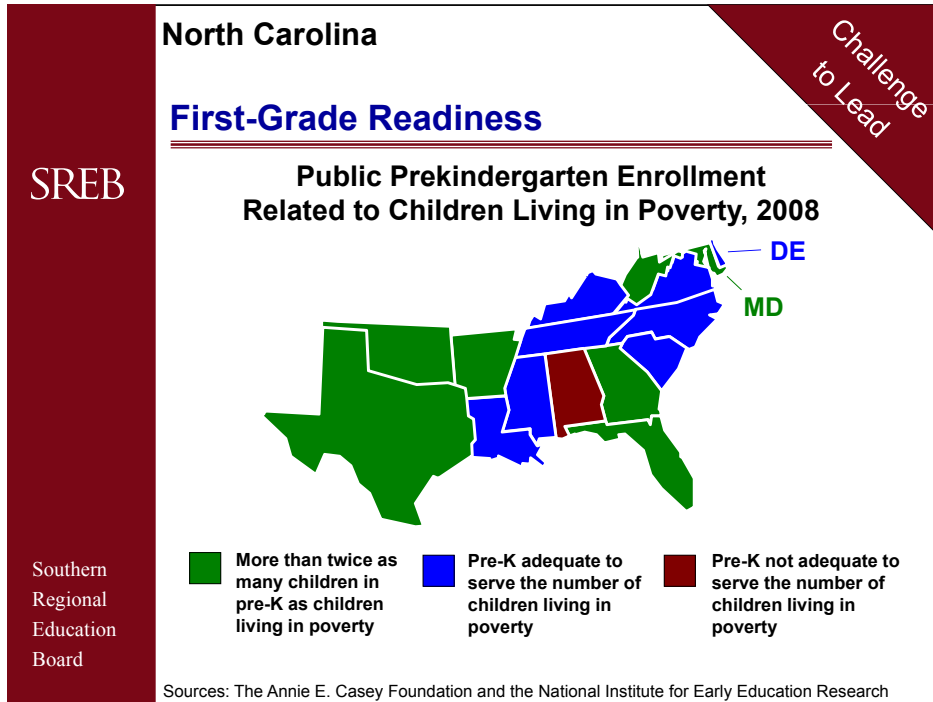 North Carolina
Challenge
to Lead
First-Grade Readiness
SREB
Public Prekindergarten Enrollment
Related to Children Living in Poverty, 2008
DE
MD
More than twice as
many children in
pre-K as children
living in poverty
Pre-K adequate to
serve the number of
children living in
poverty
Pre-K not adequate to
serve the number of
children living in
poverty
Southern
Regional
Education
Board
Sources: The Annie E. Casey Foundation and the National Institute for Early Education Research